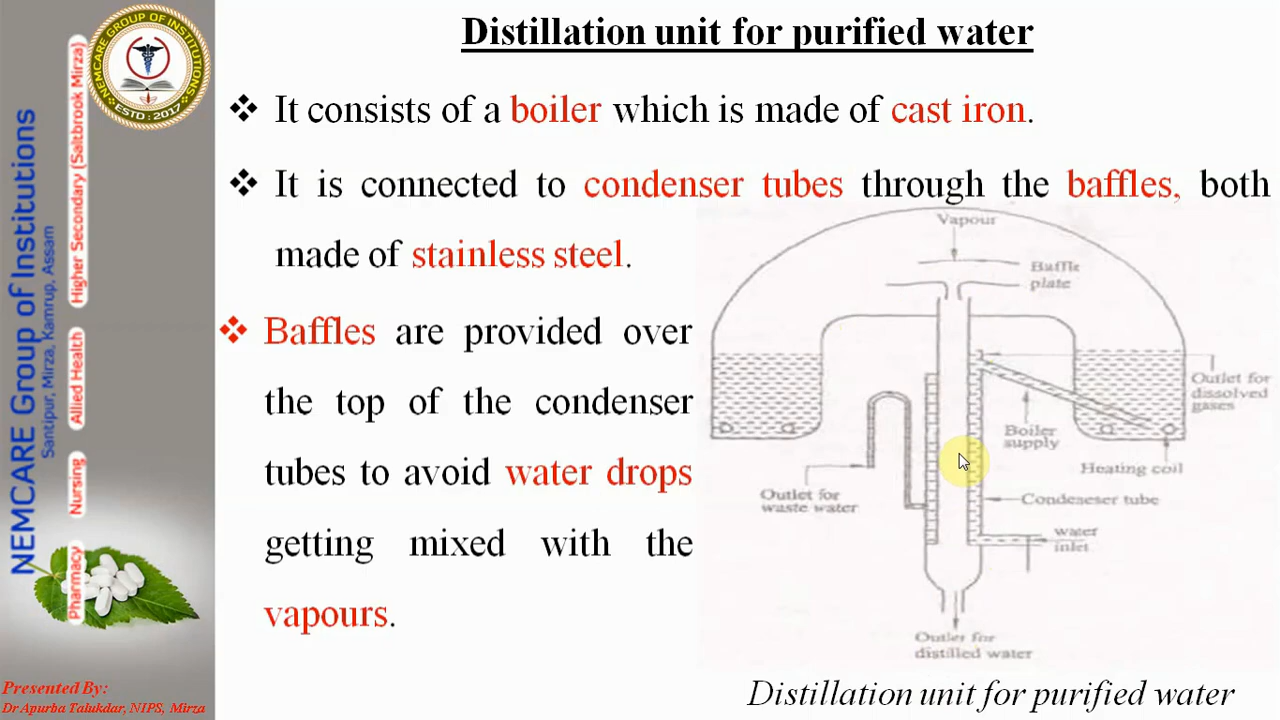 Distillation unit for purified water
❖ It consists of a boiler which is made of cast iron.
❖ It is connected to condenser tubes through the baffles, both
made of stainless steel.
❖ Baffles are provided over
the top of the condenser
tubes to avoid water drops
getting mixed with the
vapours.
Vapour
Baffle
plate
Outlet for
dissolved
gases
Boiler
supply
Heating coil
Outlet for
waste water
Condeneser tube
water
inlet
Outlet for
distilled water
Distillation unit for purified water
NEMCARE GROUP OF INSTITUTIONS
ESTD : 2017
NEMCARE Group of Institutions
Santipur, Mirza, Kamrup, Assam
Pharmacy Nursing Allied Health Higher Secondary (Saltbrook Mirza)
Presented By:
Dr Apurba Talukdar, NIPS, Mirza